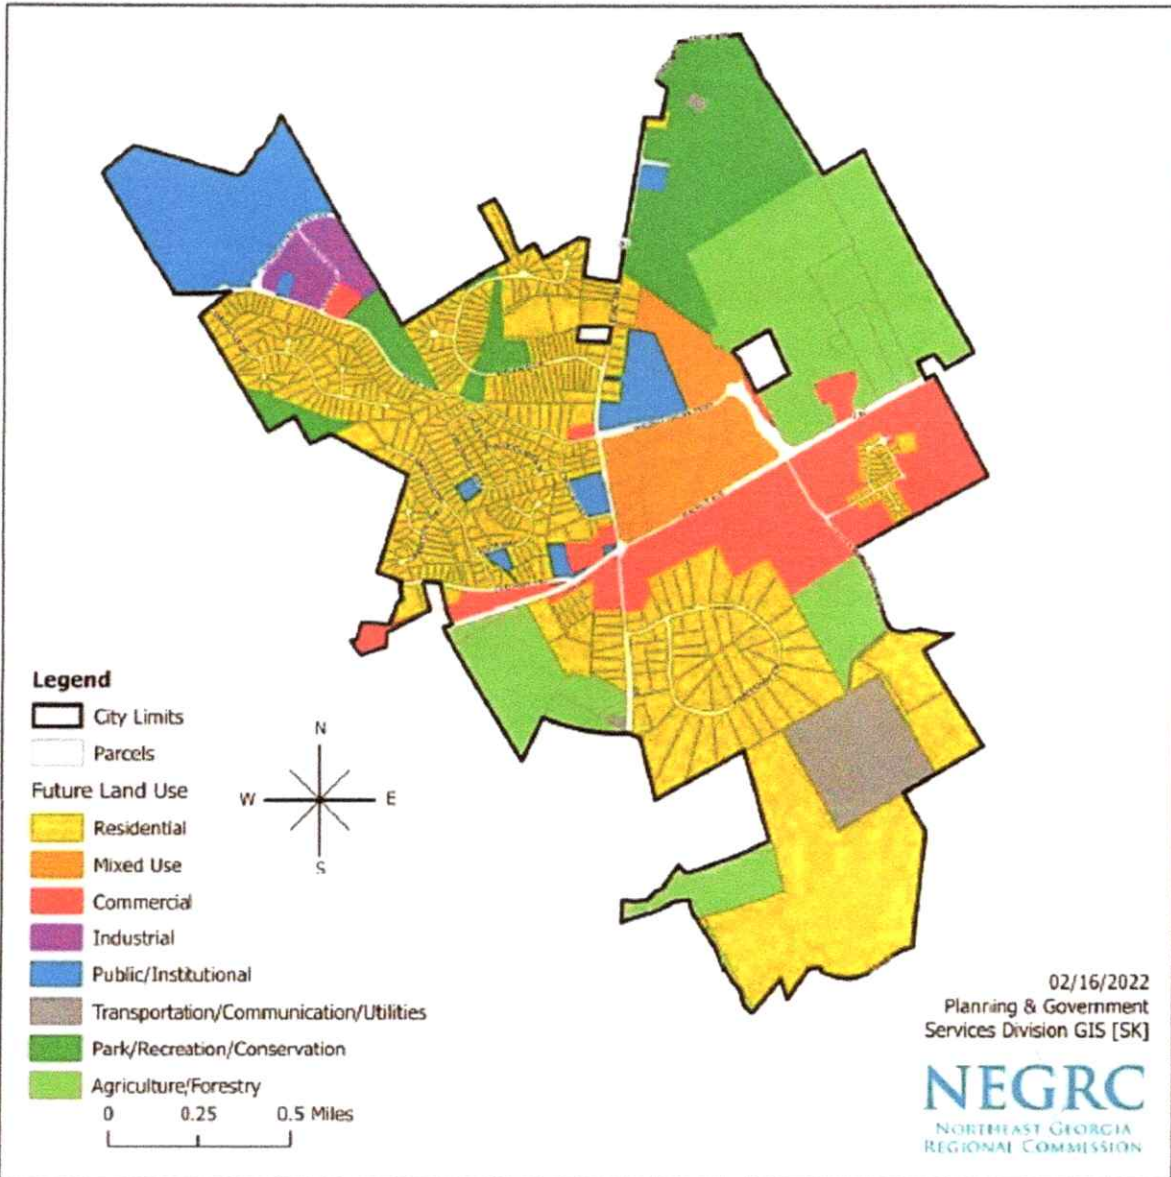 N
W
E
S
Legend
City Limits
Parcels
Future Land Use
Residential
Mixed Use
Commercial
Industrial
Public/Institutional
Transportation/Communication/Utilities
Park/Recreation/Conservation
Agriculture/Forestry
0 0.25 0.5 Miles
02/16/2022
Planning & Government
Services Division GIS [SK]
NEGRC
NORTHEAST GEORGIA
REGIONAL COMMISSION